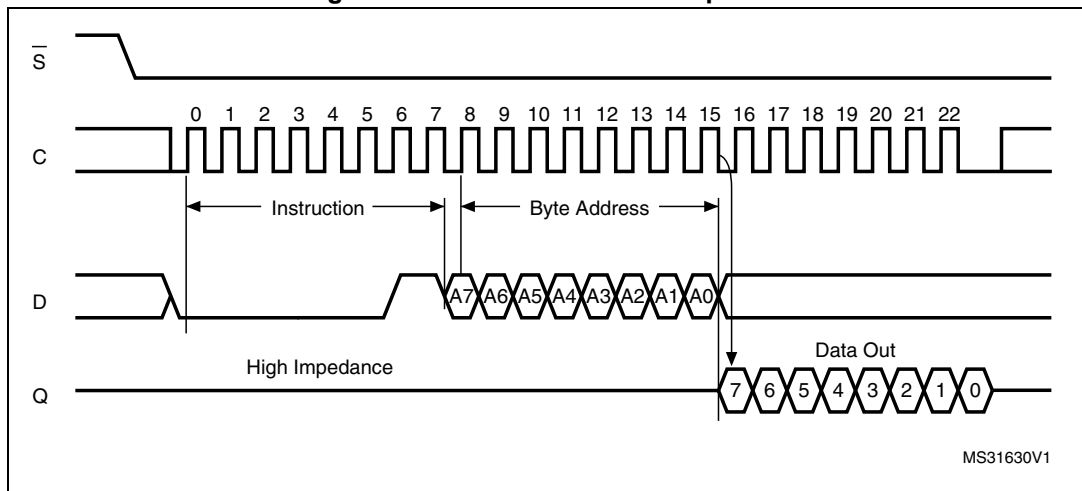 S
0 1 2 3 4 5 6 7 8 9 10 11 12 13 14 15 16 17 18 19 20 21 22
C
Instruction Byte Address
D
A7 A6 A5 A4 A3 A2 A1 A0
High Impedance
Data Out
Q
7 6 5 4 3 2 1 0
MS31630V1